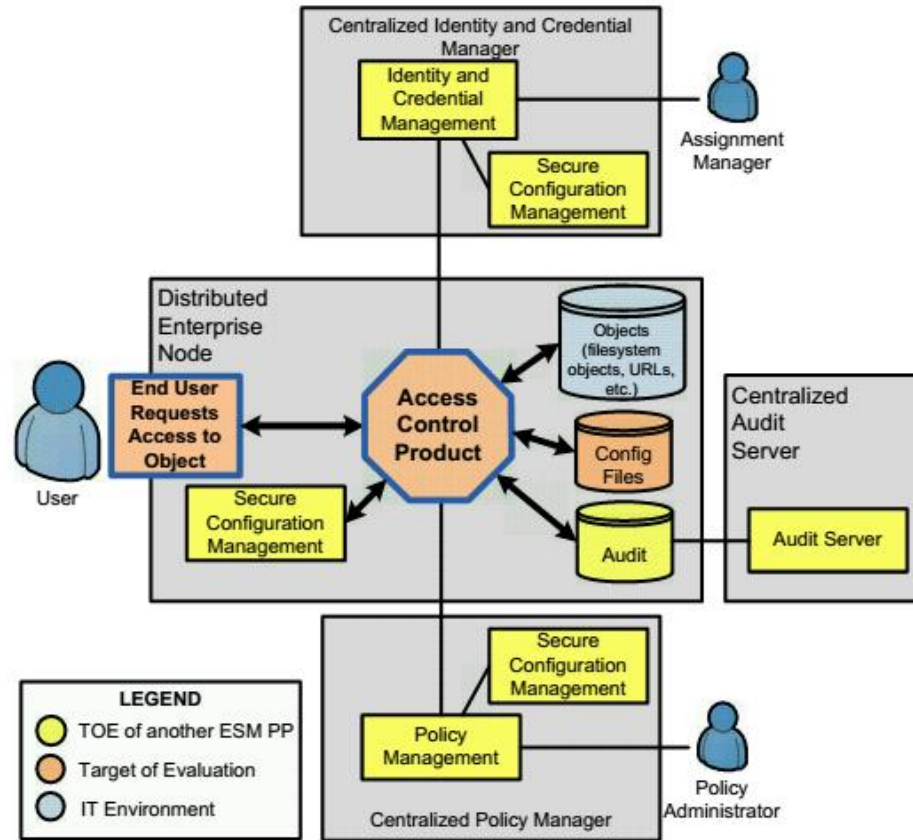 Centralized Identity and Credential
Manager
Identity and
Credential
Management
Secure
Configuration
Management
Assignment
Manager
Distributed
Enterprise
Node
Objects
(filesystem
objects, URLs,
etc.)
End User
Requests
Access to
Object
User
Access
Control
Product
Config
Files
Secure
Configuration
Management
Audit
Centralized
Audit
Server
Audit Server
Secure
Configuration
Management
Policy
Management
Centralized Policy Manager
Policy
Administrator
LEGEND
TOE of another ESM PP
Target of Evaluation
IT Environment